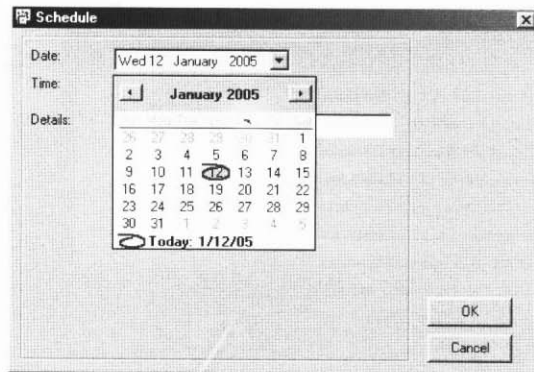 Schedule
Date:
Wed 12 January 2005
Time:
January 2005
Details:
26 27 28 29 30 31 1
2 3 4 5 6 7 8
9 10 11 12 13 14 15
16 17 18 19 20 21 22
23 24 25 26 27 28 29
30 31 1 2 3 4 5
Today: 1/12/05
OK
Cancel